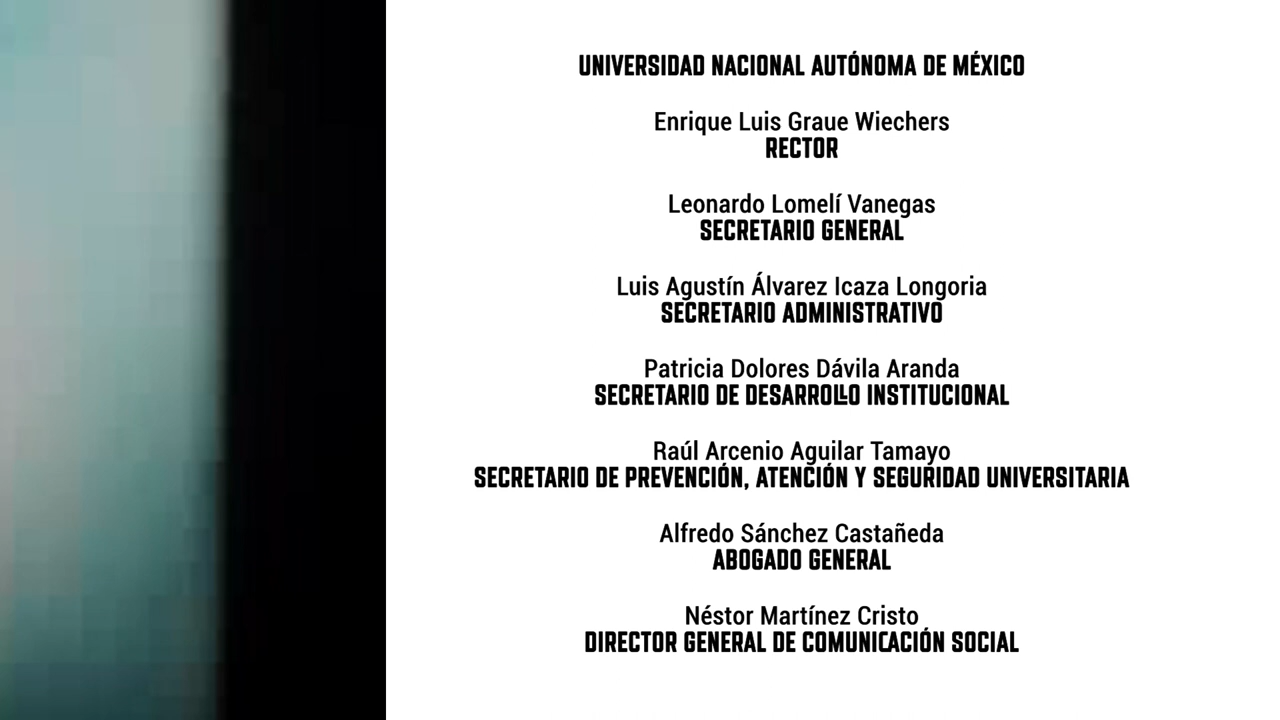 UNIVERSIDAD NACIONAL AUTÓNOMA DE MÉXICO
Enrique Luis Graue Wiechers
RECTOR
Leonardo Lomelí Vanegas
SECRETARIO GENERAL
Luis Agustín Álvarez Icaza Longoria
SECRETARIO ADMINISTRATIVO
Patricia Dolores Dávila Aranda
SECRETARIO DE DESARROLLO INSTITUCIONAL
Raúl Arcenio Aguilar Tamayo
SECRETARIO DE PREVENCIÓN, ATENCIÓN Y SEGURIDAD UNIVERSITARIA
Alfredo Sánchez Castañeda
ABOGADO GENERAL
Néstor Martínez Cristo
DIRECTOR GENERAL DE COMUNICACIÓN SOCIAL